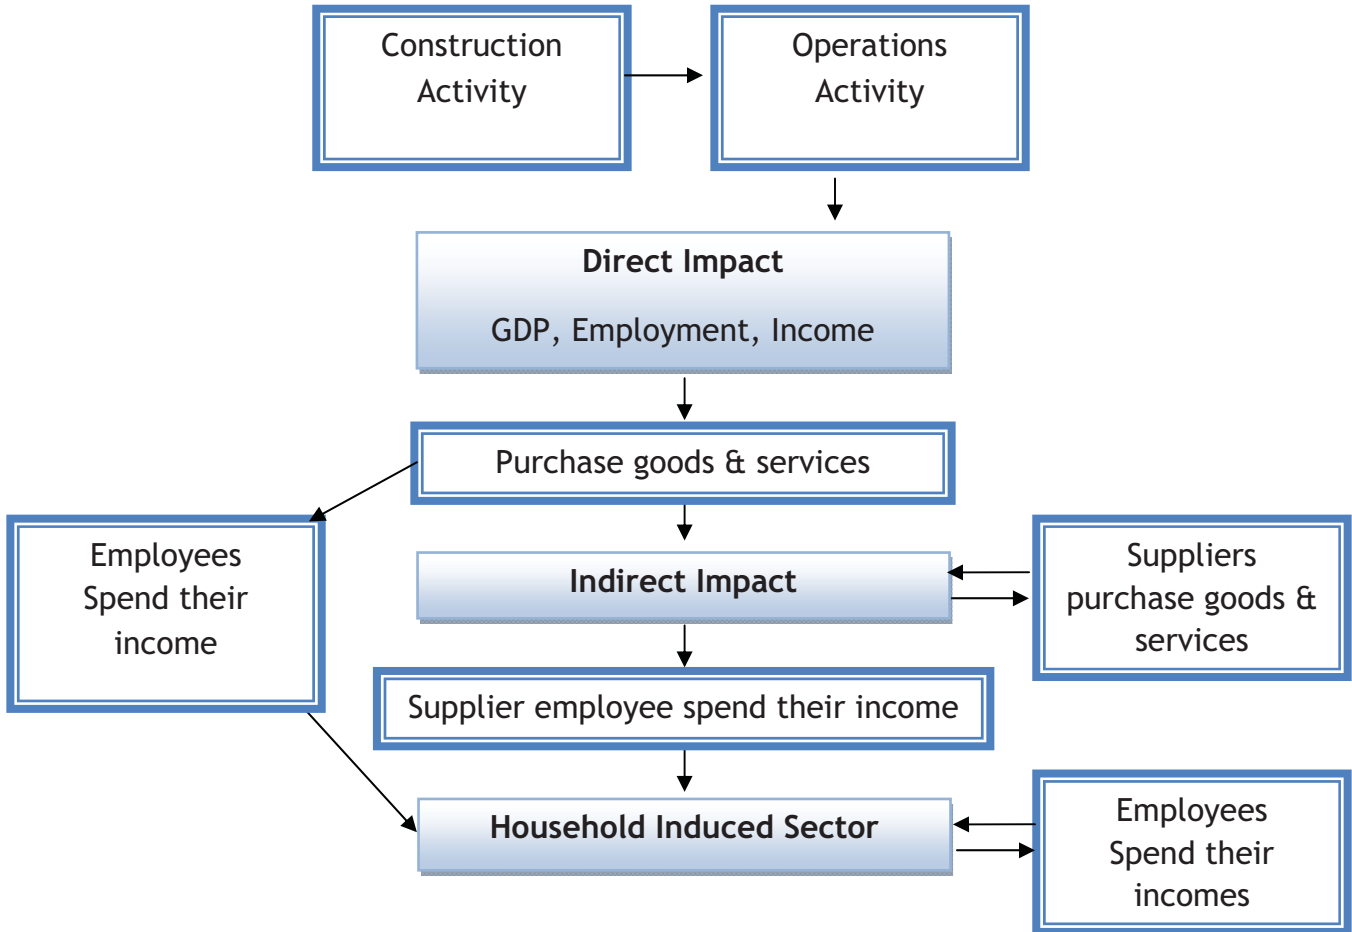 Construction
Activity
Operations
Activity
Direct Impact
GDP, Employment, Income
Purchase goods & services
Employees
Spend their
income
Indirect Impact
Suppliers
purchase goods &
services
Supplier employee spend their income
Household Induced Sector
Employees
Spend their
incomes